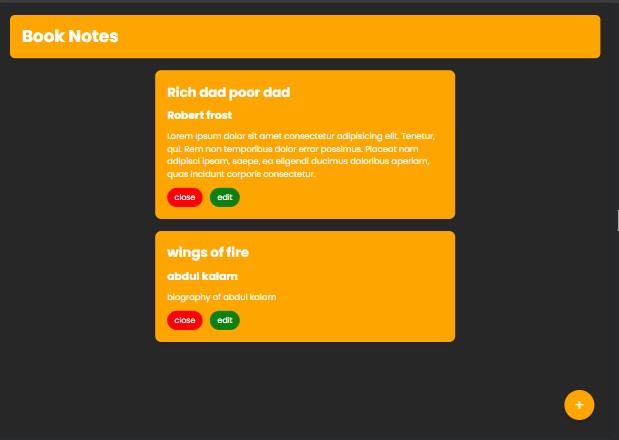 Book Notes
Rich dad poor dad
Robert frost
Lorem ipsum dolor sit amet consectetur adipisicing elit. Tenetur,
qui. Rem non temporibus dolor error possimus. Placeat nam
adipisci ipsam, saepe, ea eligendi ducimus doloribus aperiam,
quas incidunt corporis consectetur.
close edit
wings of fire
abdul kalam
biography of abdul kalam
close edit
+